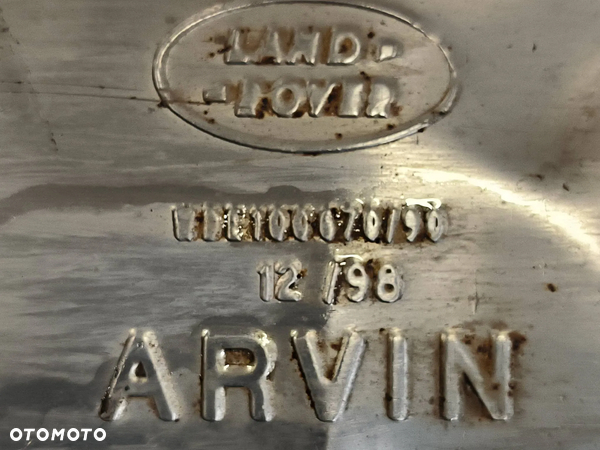 LAND-
-ROVER
12/98
ARVIN
OTOMOTO